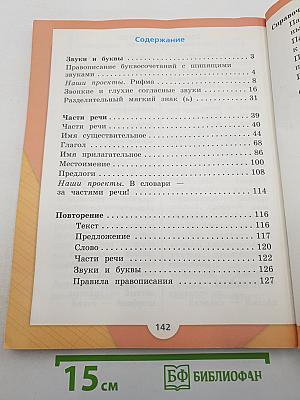 Содержание
Звуки и буквы 3
Правописание буквосочетаний с шипящими
звуками 4
Наши проекты. Рифма 8
Звонкие и глухие согласные звуки 16
Разделительный мягкий знак (ь) 31
Части речи 39
Части речи 40
Имя существительное 44
Глагол 68
Имя прилагательное 86
Местоимение 100
Предлоги 108
Наши проекты. В словари —
за частями речи! 114
Повторение 116
Текст 116
Предложение 117
Слово 120
Части речи 122
Звуки и буквы 126
Правила правописания 127
142
Справоч
15 см
БФ БИБЛИОФАН